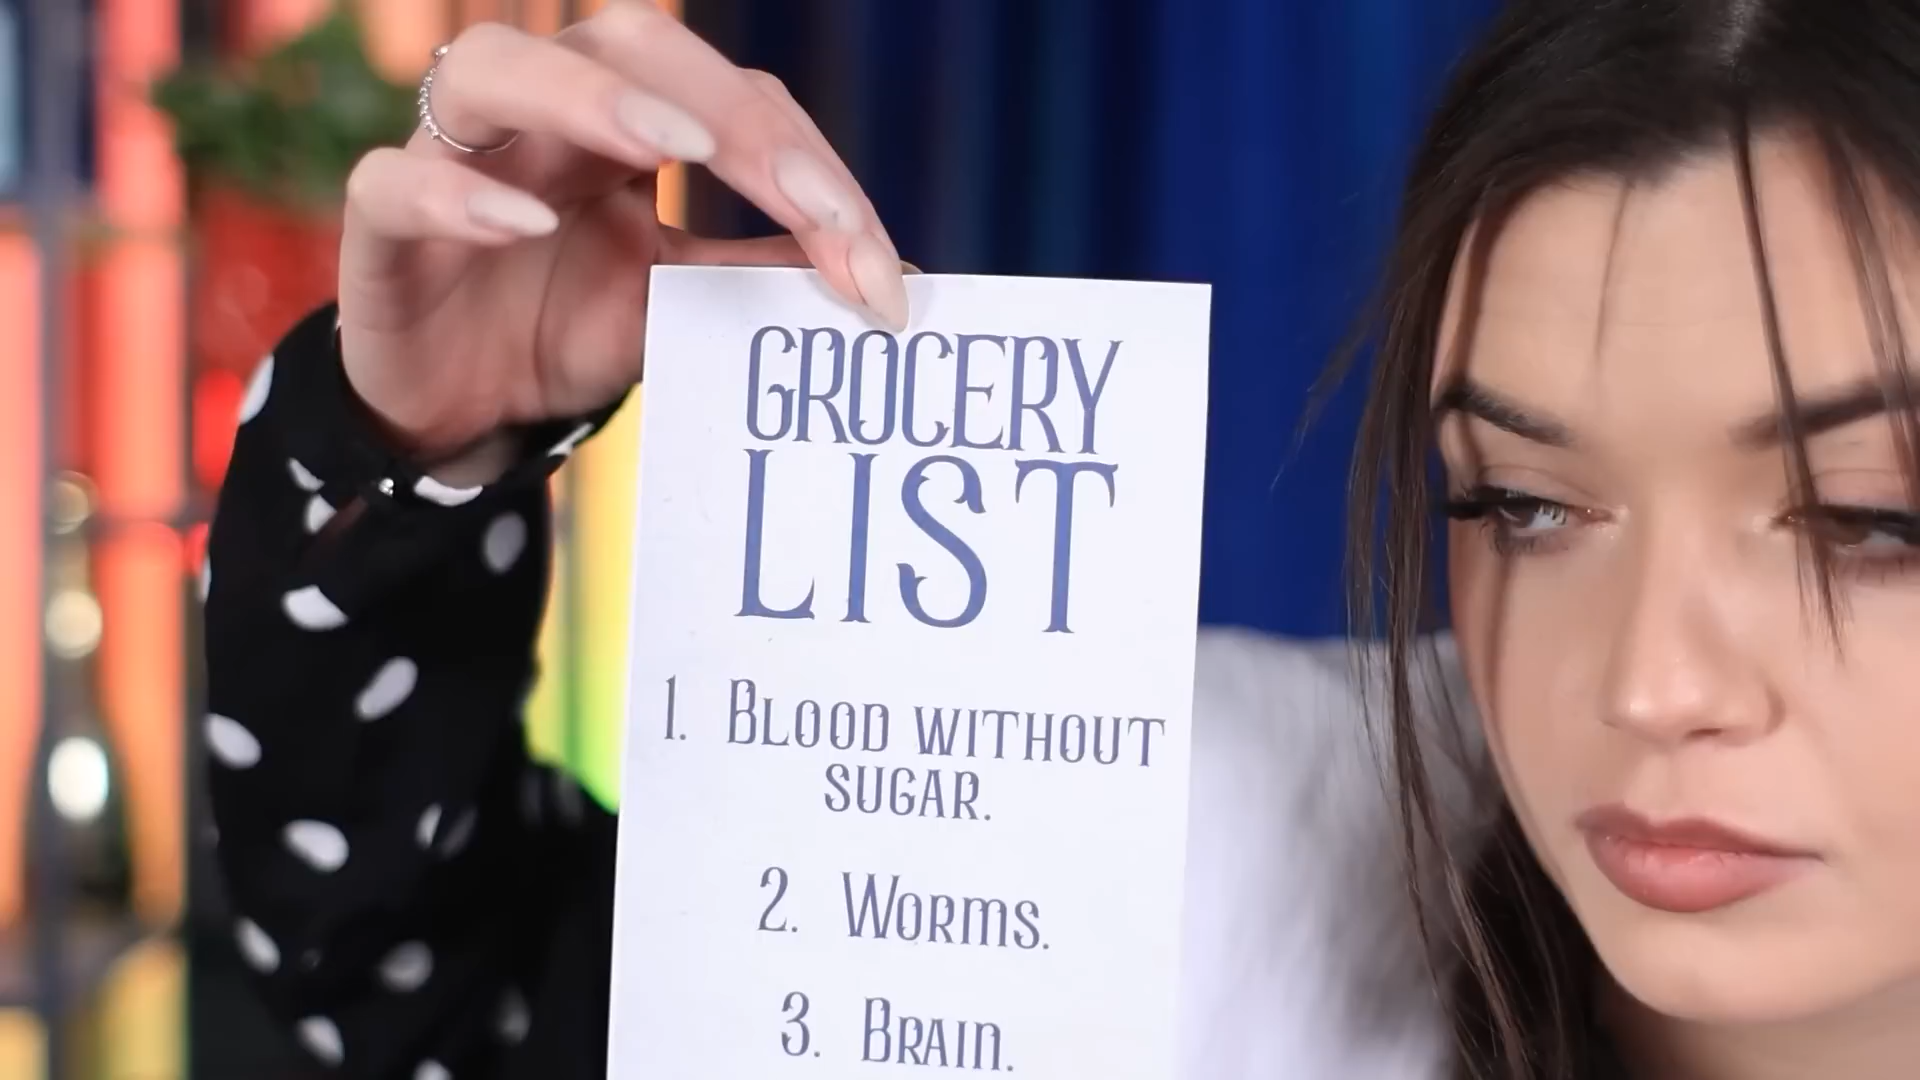 GROCERY
LIST
1. BLOOD WITHOUT
SUGAR.
2. WORMS.
3. BRAIN.